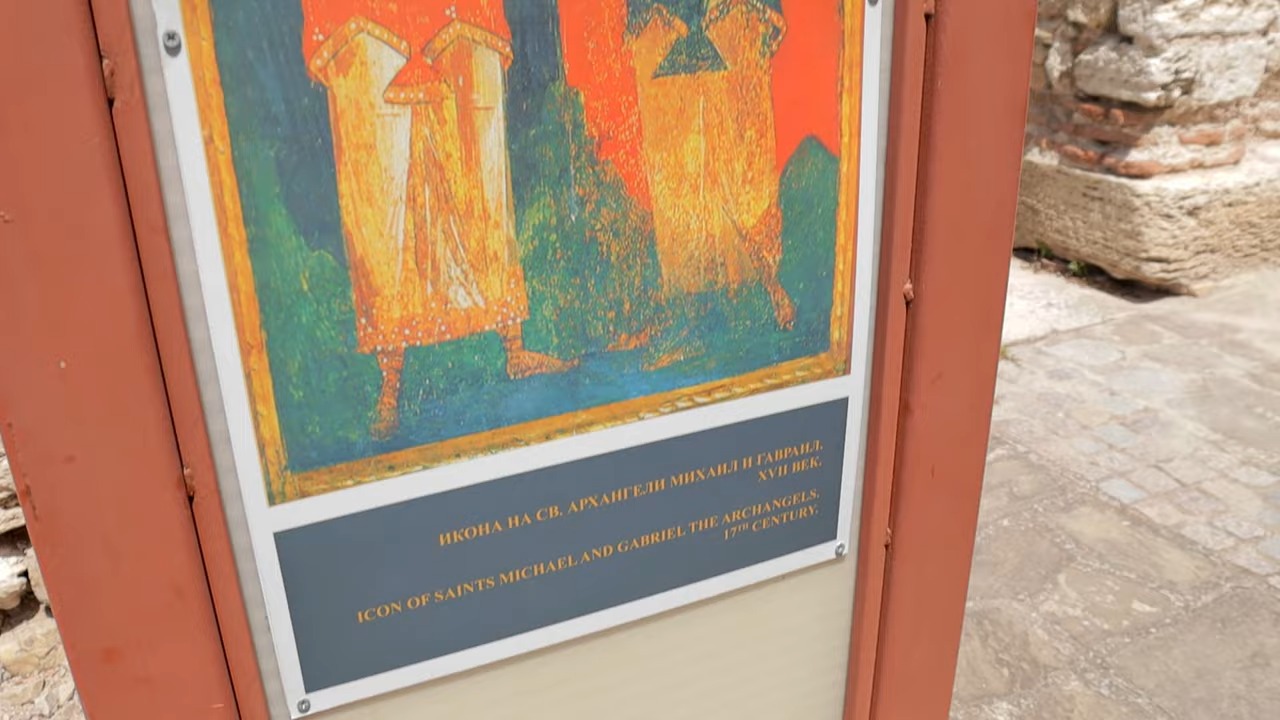 ИКОНА НА СВ. АРХАНГЕЛИ МИХАИЛ И ГАВРАИЛ.
XVII ВЕК.
ICON OF SAINTS MICHAEL AND GABRIEL THE ARCHANGELS.
17TH CENTURY.